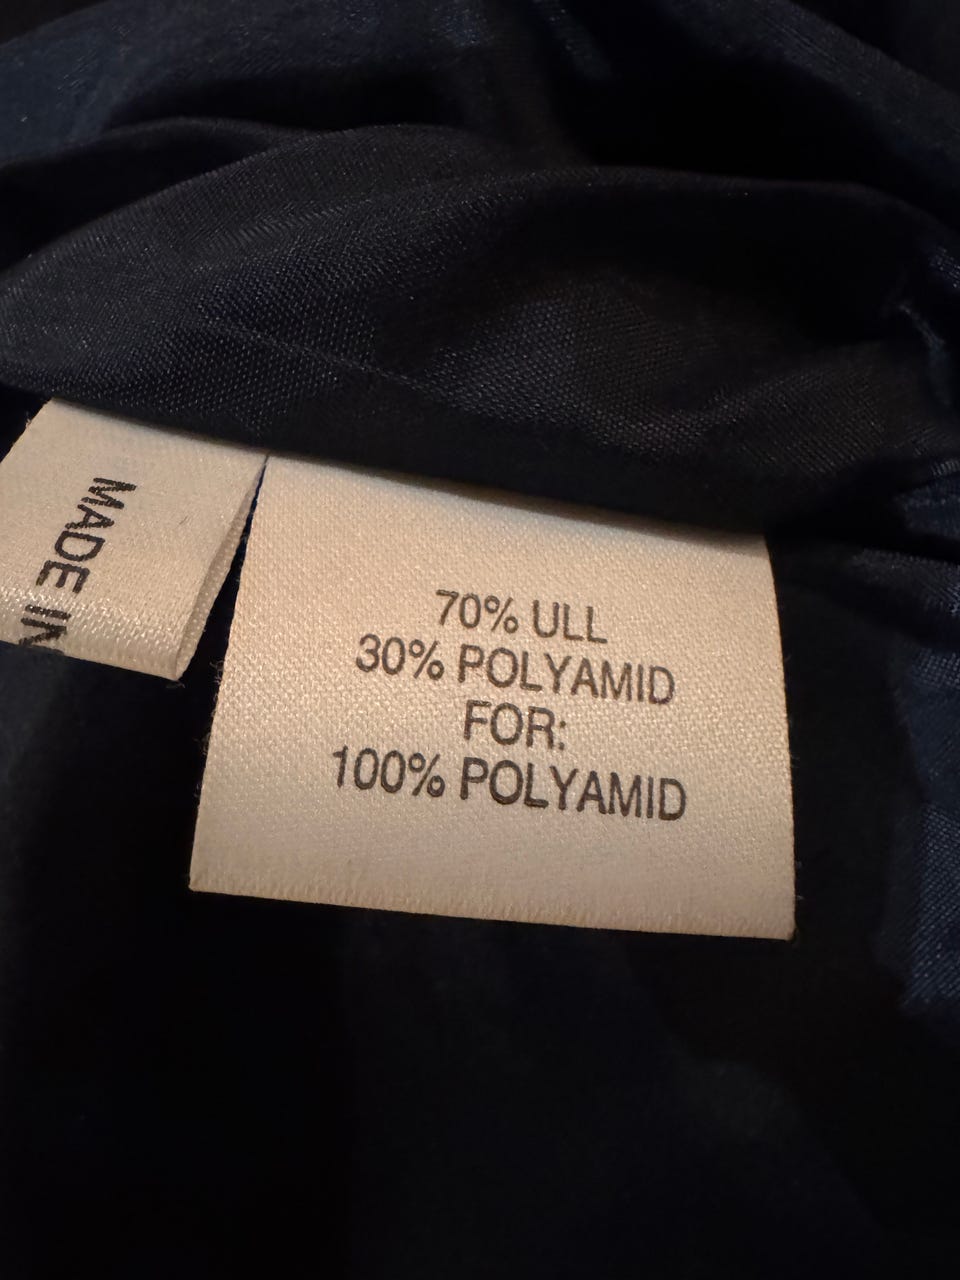 MADE IN
70% ULL
30% POLYAMID
FOR:
100% POLYAMID